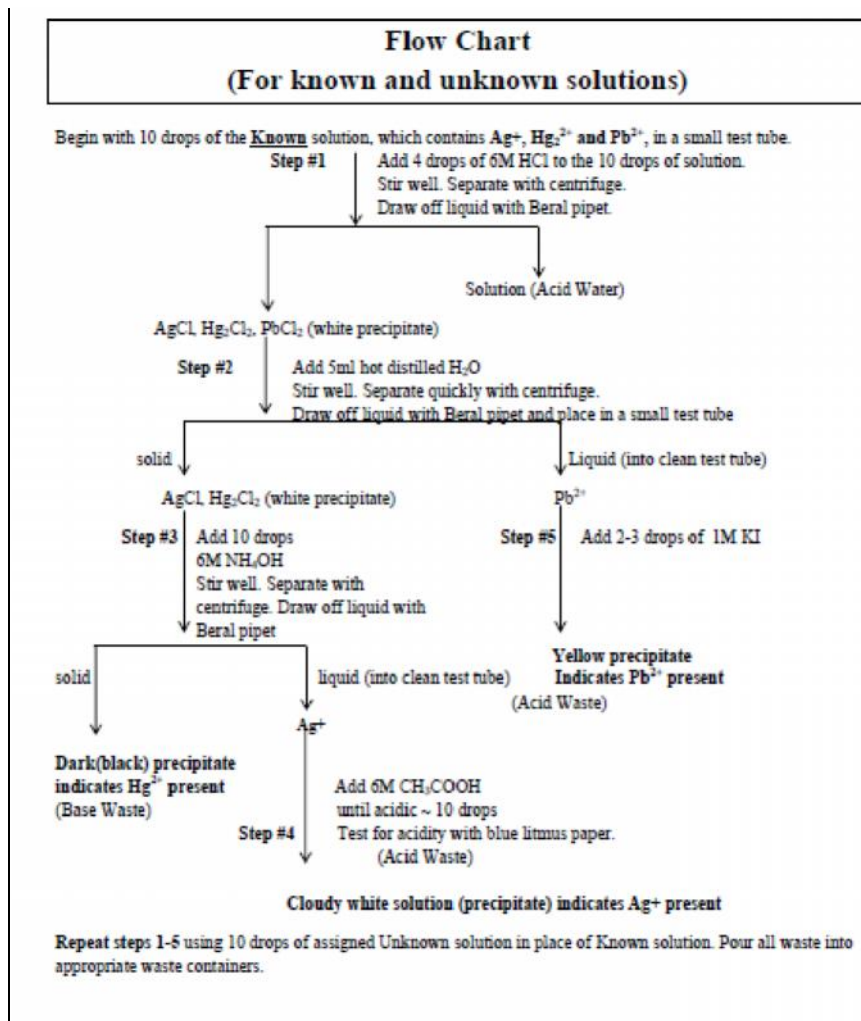 Flow Chart
(For known and unknown solutions)
Begin with 10 drops of the Known solution, which contains Ag+, Hg₂²⁺ and Pb²⁺, in a small test tube.
Step #1
Add 4 drops of 6M HCl to the 10 drops of solution.
Stir well. Separate with centrifuge.
Draw off liquid with Beral pipet.
Solution (Acid Water)
AgCl, Hg₂Cl₂, PbCl₂ (white precipitate)
Step #2
Add 5ml hot distilled H₂O
Stir well. Separate quickly with centrifuge.
Draw off liquid with Beral pipet and place in a small test tube
solid
Liquid (into clean test tube)
AgCl, Hg₂Cl₂ (white precipitate)
Pb²⁺
Step #3
Add 10 drops
6M NH₄OH
Stir well. Separate with
centrifuge. Draw off liquid with
Beral pipet
Step #5
Add 2-3 drops of 1M KI
Yellow precipitate
Indicates Pb²⁺ present
(Acid Waste)
solid
liquid (into clean test tube)
Ag+
Dark(black) precipitate
indicates Hg²⁺ present
(Base Waste)
Step #4
Add 6M CH₃COOH
until acidic ~ 10 drops
Test for acidity with blue litmus paper.
(Acid Waste)
Cloudy white solution (precipitate) indicates Ag+ present
Repeat steps 1-5 using 10 drops of assigned Unknown solution in place of Known solution. Pour all waste into
appropriate waste containers.